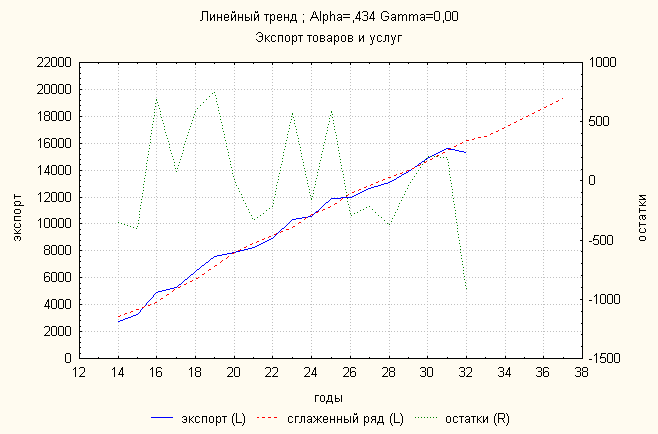 Линейный тренд ; Alpha=,434 Gamma=0,00
Экспорт товаров и услуг
22000
20000
18000
16000
14000
12000
10000
8000
6000
4000
2000
0
экспорт
1000
500
0
-500
-1000
-1500
остатки
12 14 16 18 20 22 24 26 28 30 32 34 36 38
годы
экспорт (L) сглаженный ряд (L) остатки (R)